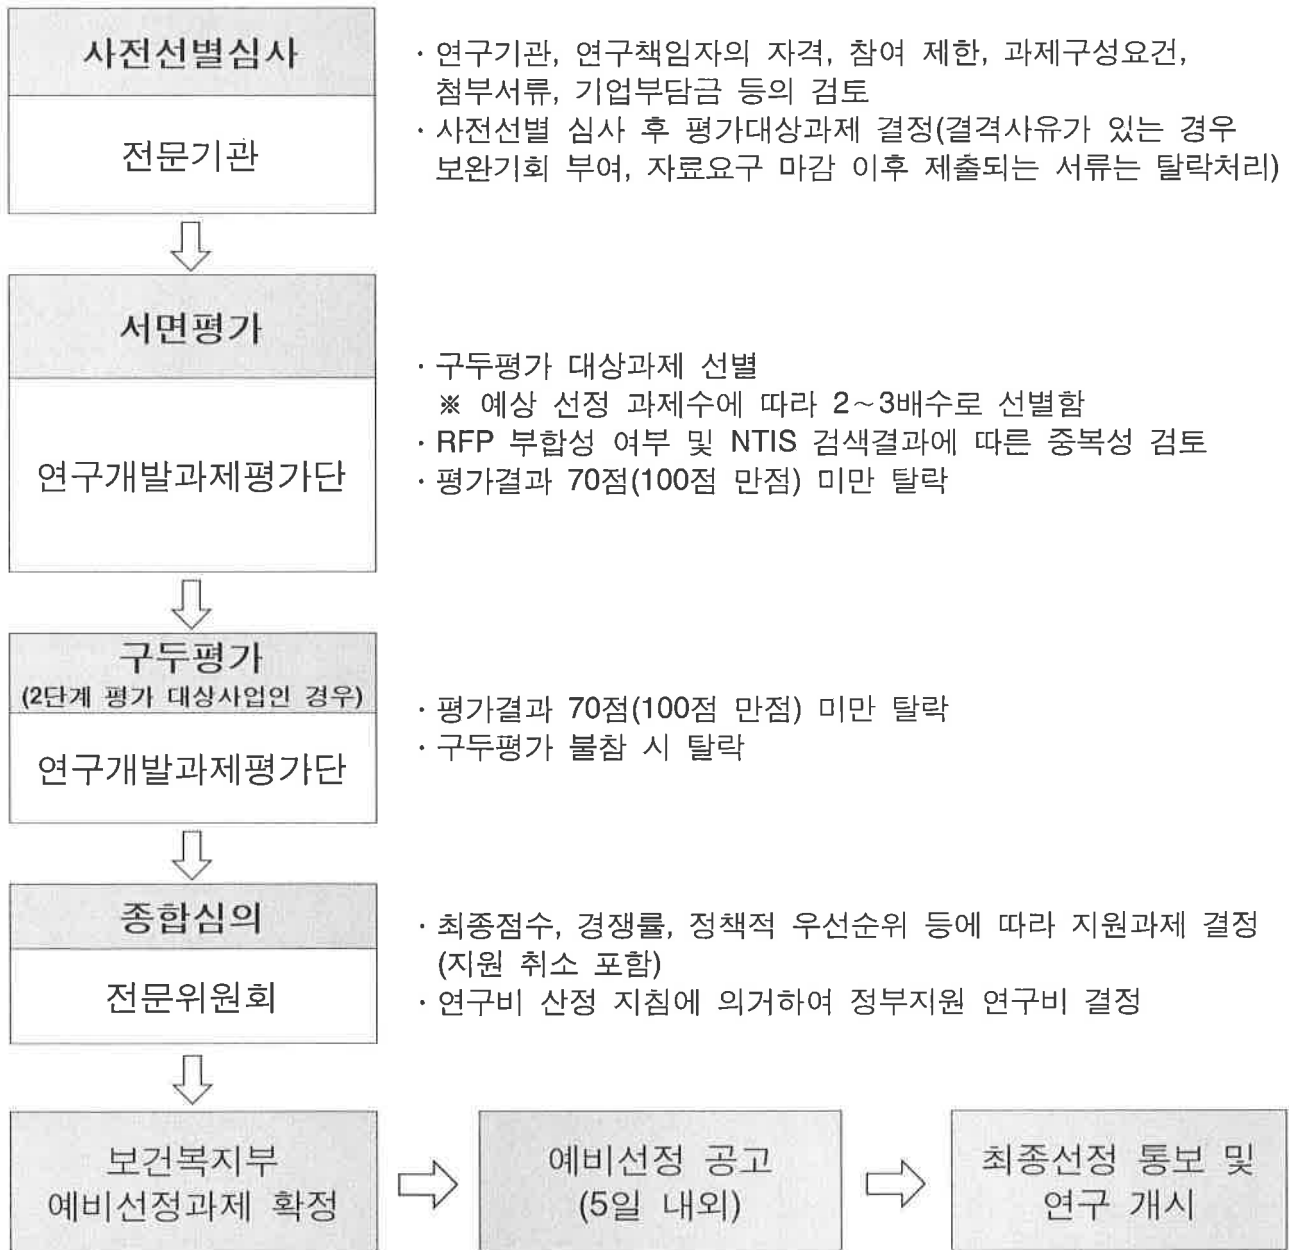 사전선별심사
전문기관
· 연구기관, 연구책임자의 자격, 참여 제한, 과제구성요건,
첨부서류, 기업부담금 등의 검토
· 사전선별 심사 후 평가대상과제 결정(결격사유가 있는 경우
보완기회 부여, 자료요구 마감 이후 제출되는 서류는 탈락처리)
서면평가
연구개발과제평가단
· 구두평가 대상과제 선별
※ 예상 선정 과제수에 따라 2~3배수로 선별함
· RFP 부합성 여부 및 NTIS 검색결과에 따른 중복성 검토
· 평가결과 70점(100점 만점) 미만 탈락
구두평가
(2단계 평가 대상사업인 경우)
연구개발과제평가단
· 평가결과 70점(100점 만점) 미만 탈락
· 구두평가 불참 시 탈락
종합심의
전문위원회
· 최종점수, 경쟁률, 정책적 우선순위 등에 따라 지원과제 결정
(지원 취소 포함)
· 연구비 산정 지침에 의거하여 정부지원 연구비 결정
보건복지부
예비선정과제 확정
예비선정 공고
(5일 내외)
최종선정 통보 및
연구 개시